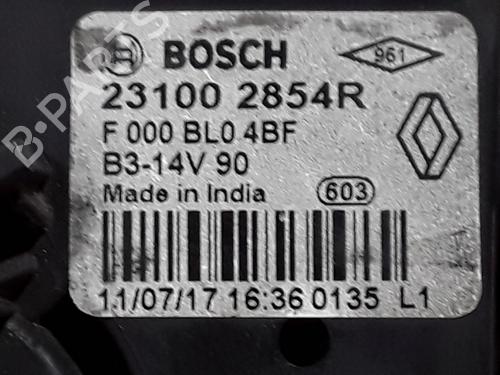 BOSCH
961
23100 2854R
F 000 BL0 4BF
B3-14V 90
Made in India
603
11/07/17 16:36 0135 L1
B-PARTS